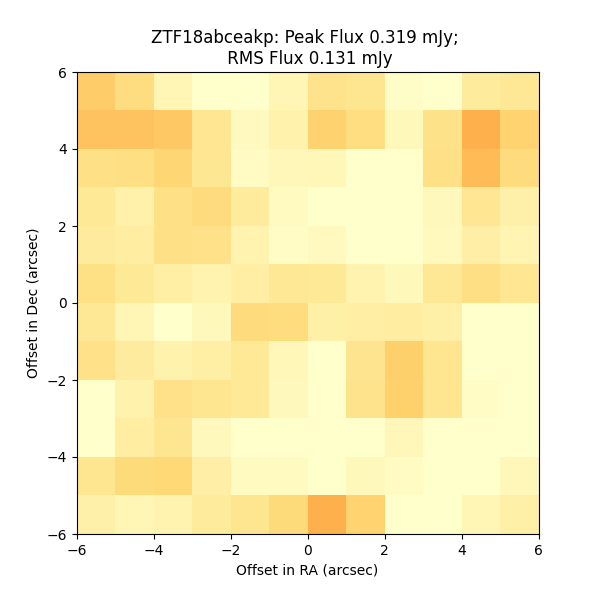 ZTF18abceakp: Peak Flux 0.319 mJy;
RMS Flux 0.131 mJy
6
4
2
0
−2
−4
−6
Offset in Dec (arcsec)
−6 −4 −2 0 2 4 6
Offset in RA (arcsec)